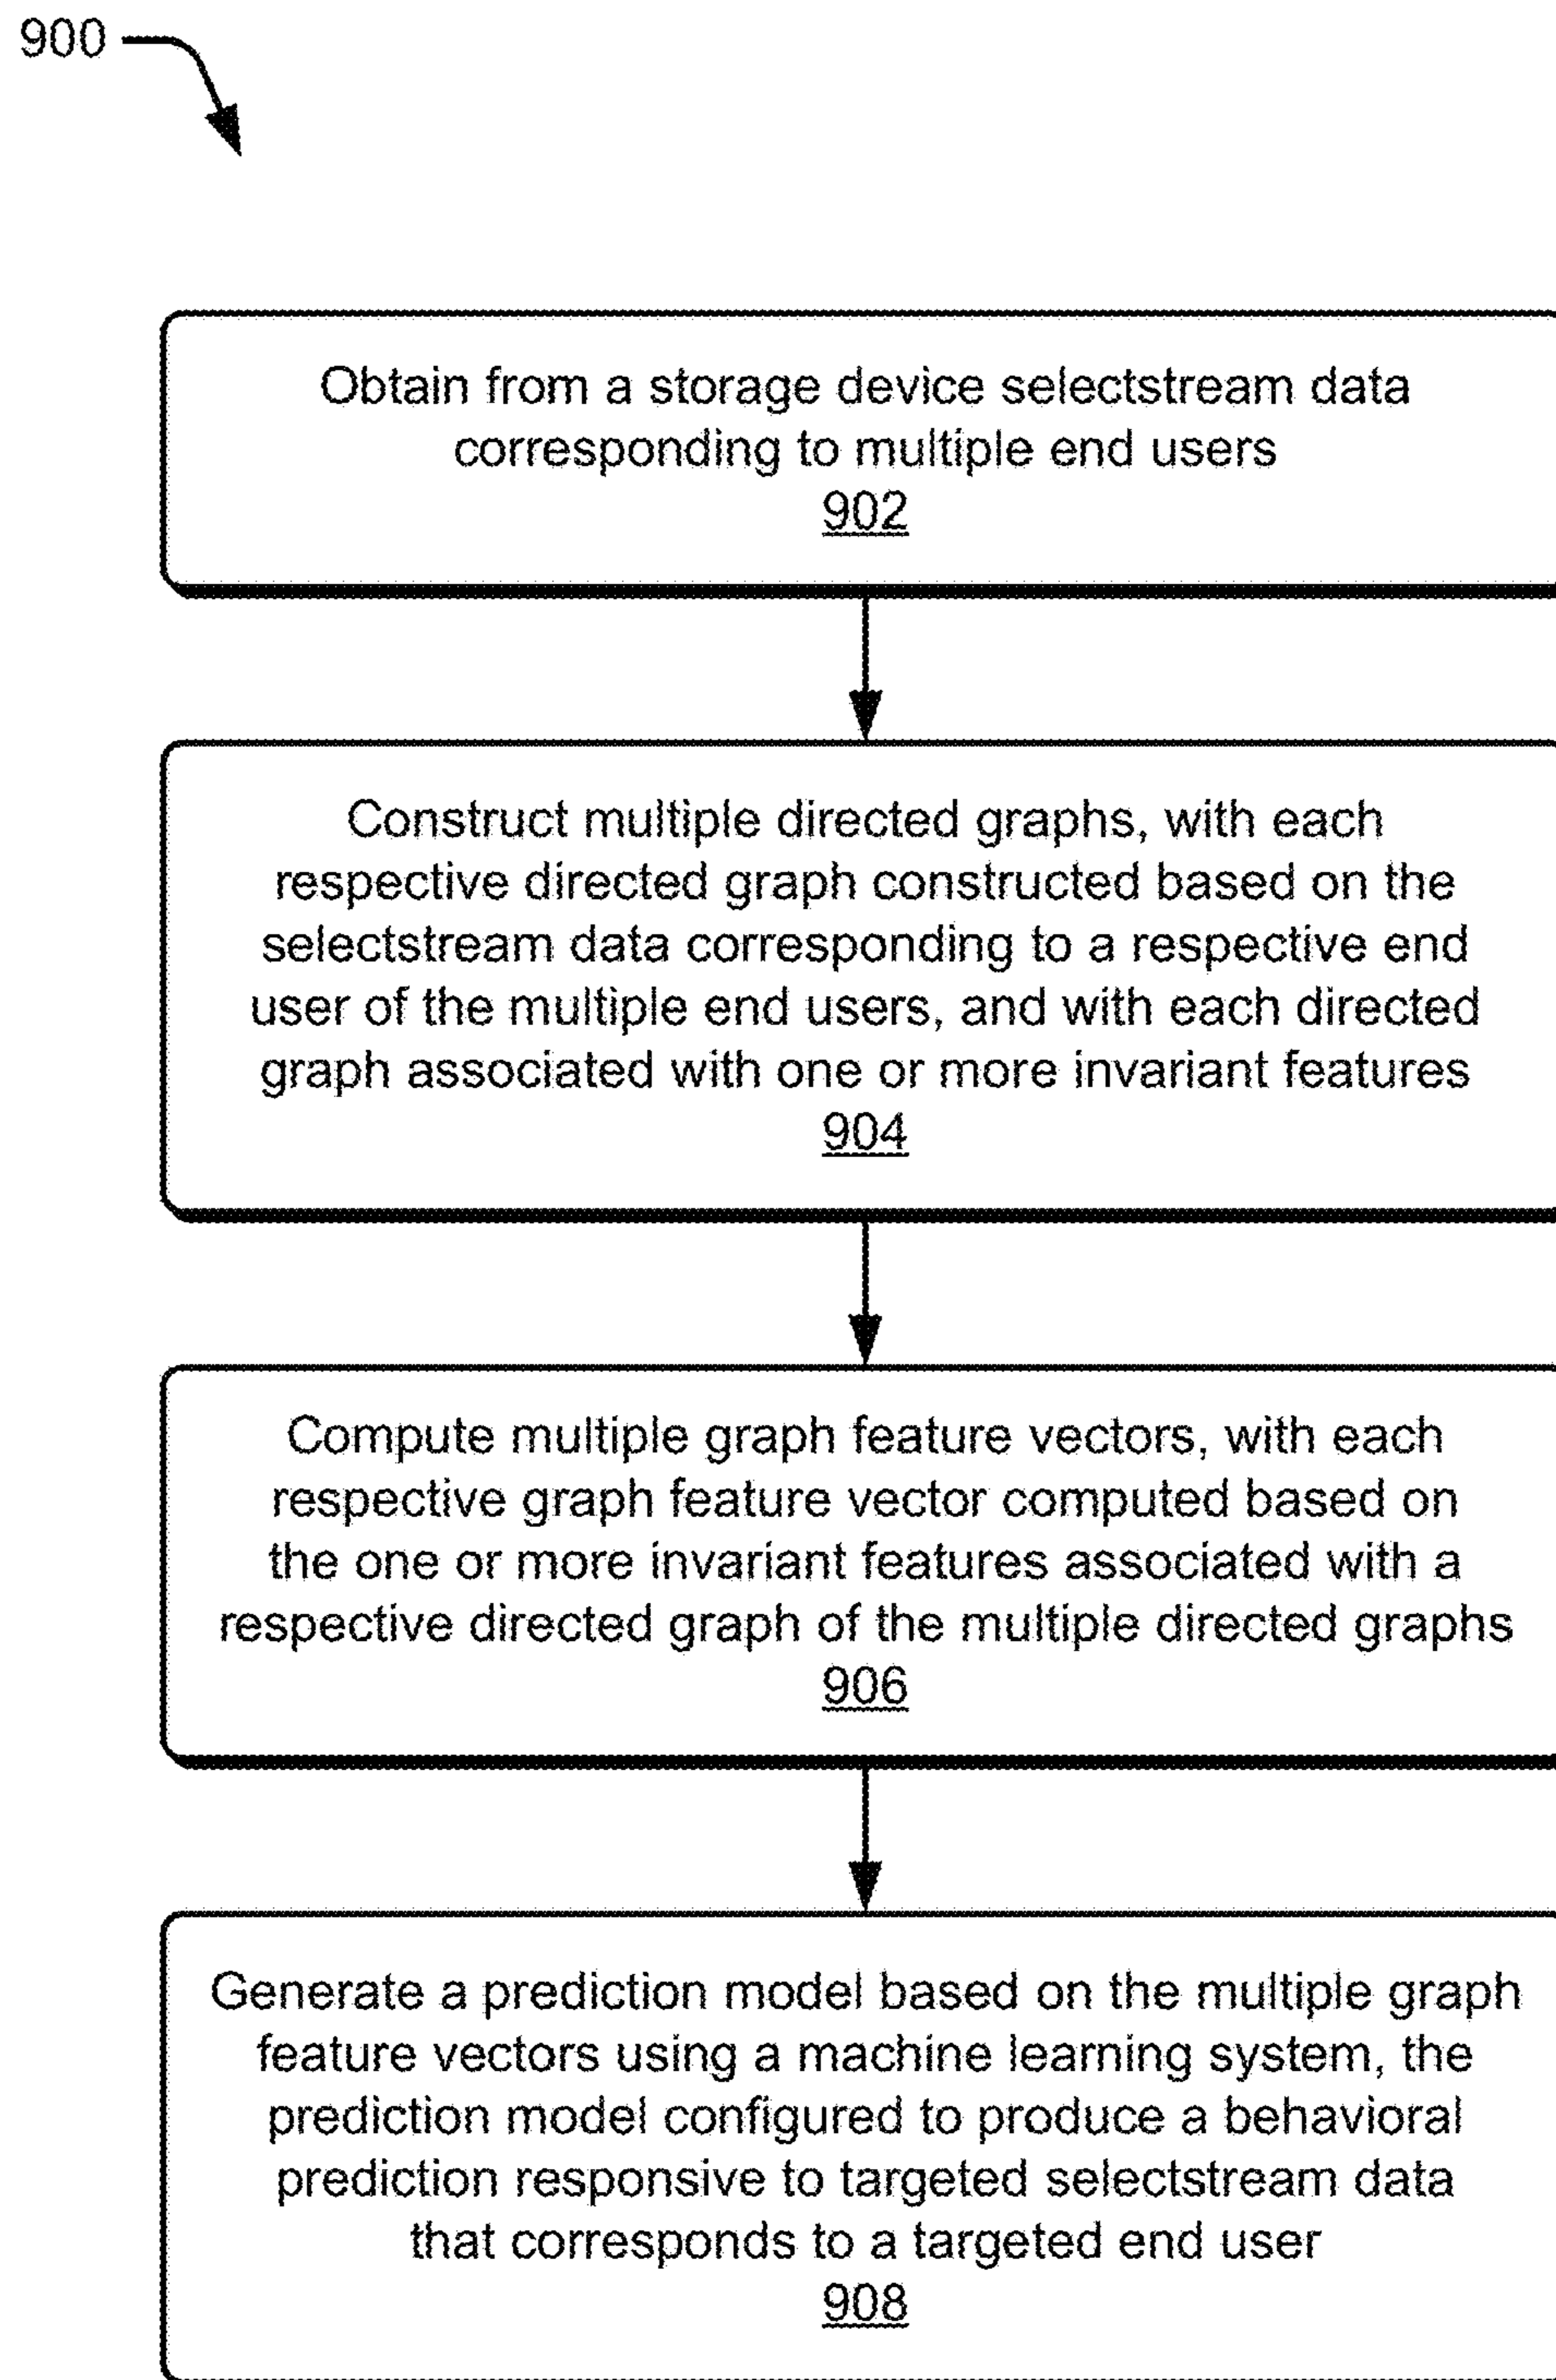 900
Obtain from a storage device selectstream data
corresponding to multiple end users
902
Construct multiple directed graphs, with each
respective directed graph constructed based on the
selectstream data corresponding to a respective end
user of the multiple end users, and with each directed
graph associated with one or more invariant features
904
Compute multiple graph feature vectors, with each
respective graph feature vector computed based on
the one or more invariant features associated with a
respective directed graph of the multiple directed graphs
906
Generate a prediction model based on the multiple graph
feature vectors using a machine learning system, the
prediction model configured to produce a behavioral
prediction responsive to targeted selectstream data
that corresponds to a targeted end user
908